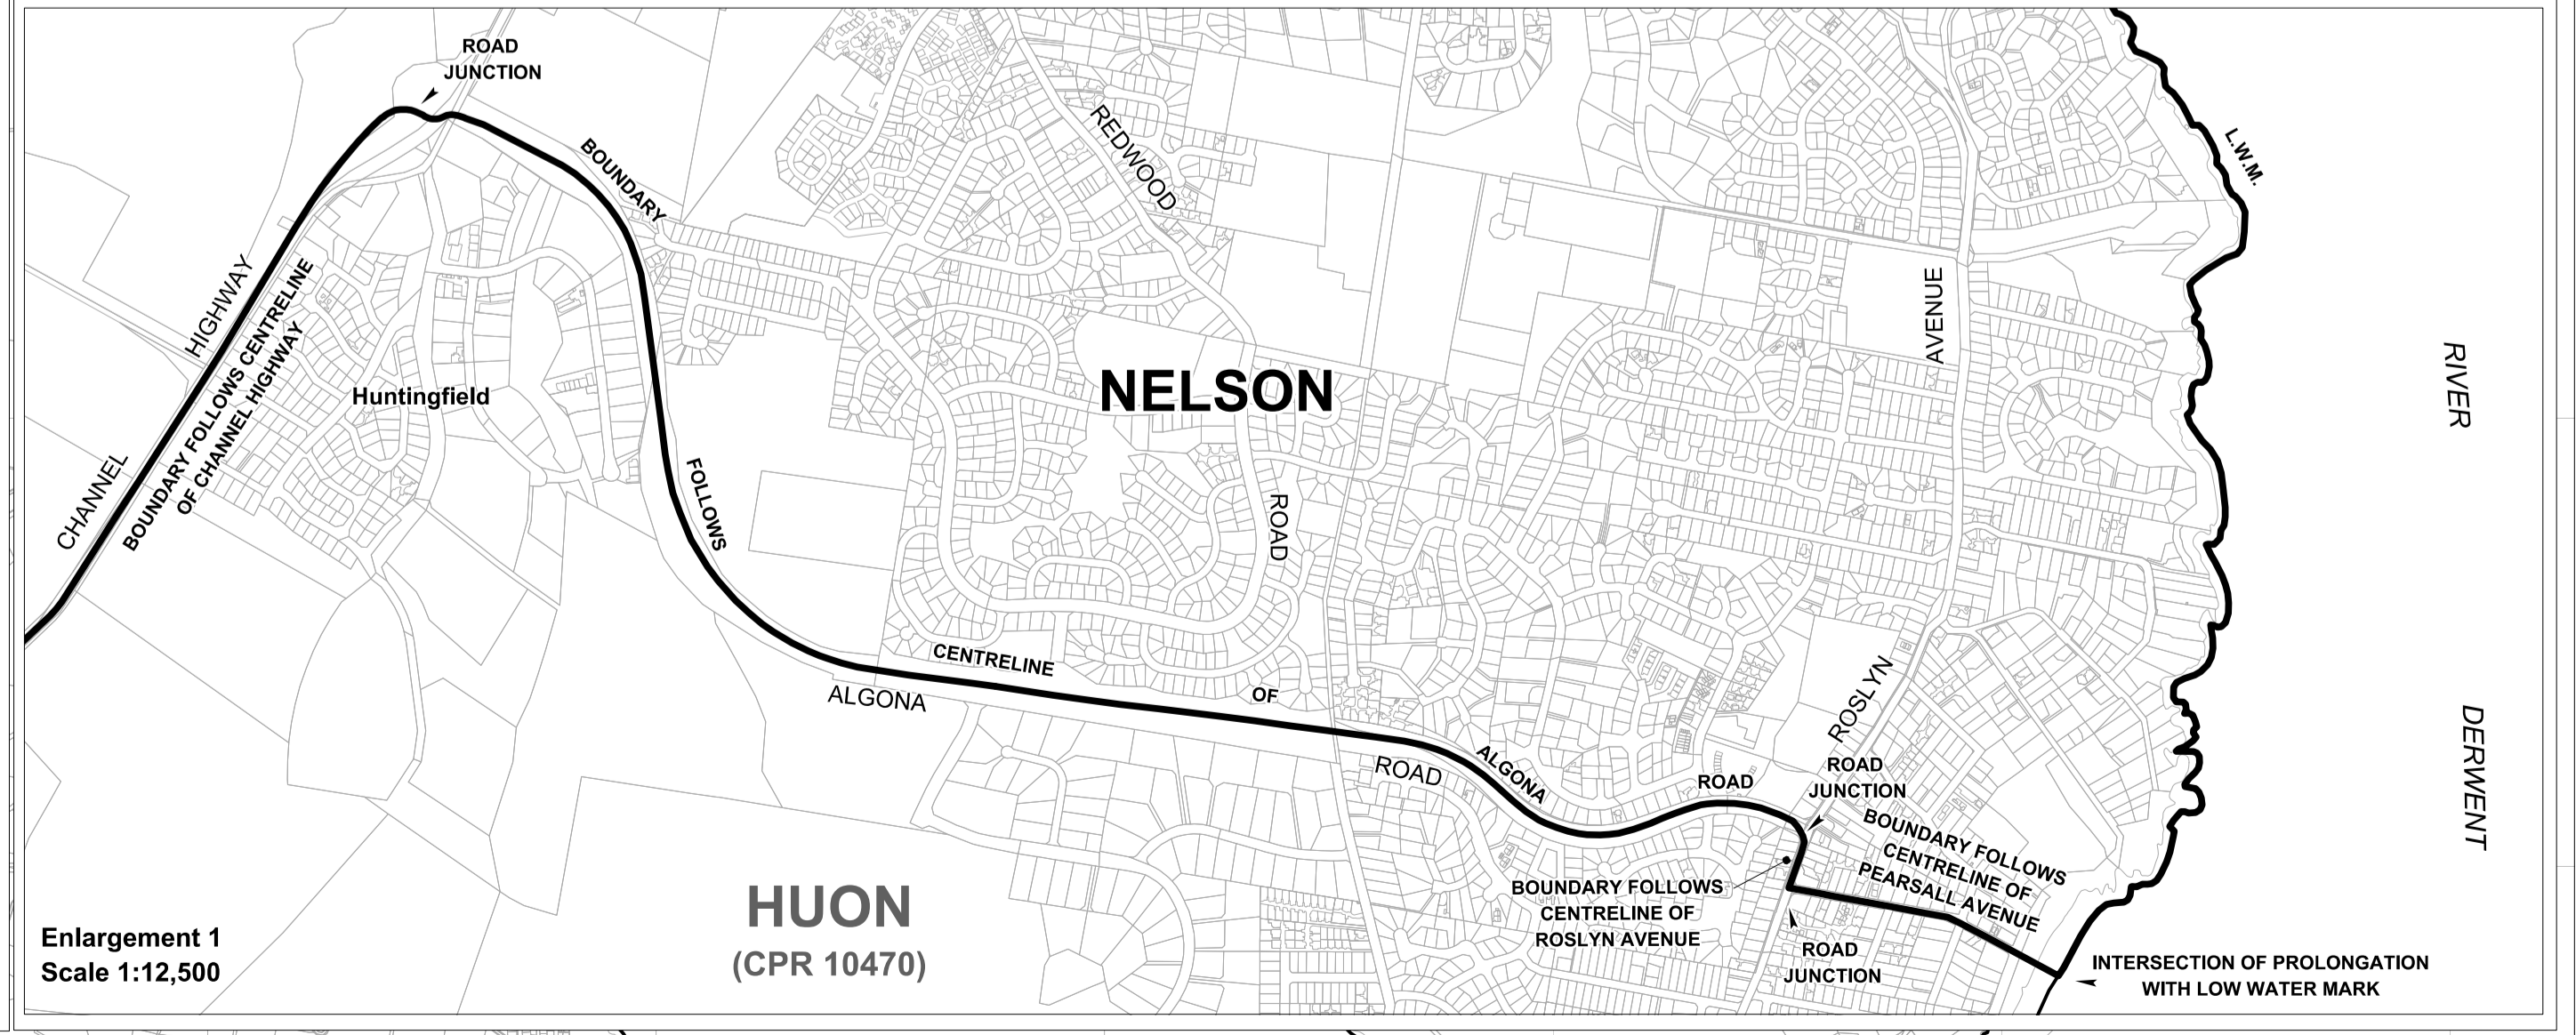 ROAD
JUNCTION
BOUNDARY
REDWOOD
L.W.M.
HIGHWAY
CHANNEL
BOUNDARY FOLLOWS CENTRELINE
OF CHANNEL HIGHWAY
Huntingfield
NELSON
AVENUE
RIVER
FOLLOWS
ROAD
CENTRELINE
OF
ALGONA
ROSLYN
DERWENT
ALGONA
ROAD
ROAD
ROAD
JUNCTION
BOUNDARY FOLLOWS
CENTRELINE OF
PEARSALL AVENUE
BOUNDARY FOLLOWS
CENTRELINE OF
ROSLYN AVENUE
HUON
(CPR 10470)
Enlargement 1
Scale 1:12,500
ROAD
JUNCTION
INTERSECTION OF PROLONGATION
WITH LOW WATER MARK